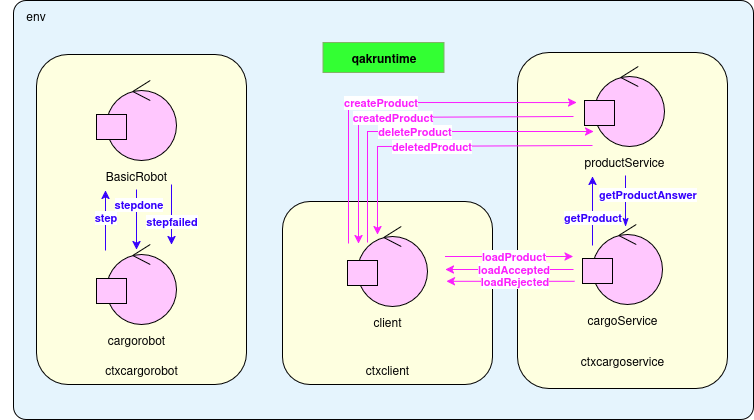 env
qakruntime
createProduct
createdProduct
deleteProduct
deletedProduct
productService
BasicRobot
getProductAnswer
stepdone
step
stepfailed
getProduct
loadProduct
loadAccepted
loadRejected
client
cargoService
cargorobot
ctxcargorobot
ctxclient
ctxcargoservice